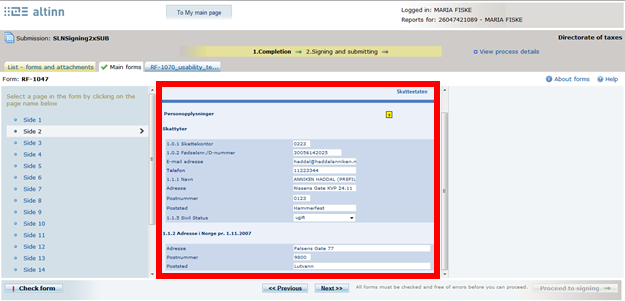 altinn
To My main page
Logged in: MARIA FISKE
Reports for: 26047421089 - MARIA FISKE
Submission: SLNSigning2xSUB
Directorate of taxes
1.Completion → 2.Signing and submitting →
View process details
List - forms and attachments
Main forms
RF-1070_usability_te...
Form: RF-1047
About forms
Help
Select a page in the form by clicking on the
page name below
Side 1
Side 2
Side 3
Side 4
Side 5
Side 6
Side 7
Side 8
Side 9
Side 10
Side 11
Side 12
Side 13
Side 14
Skatteetaten
Personopplysninger
?
Skattyter
1.0.1 Skattekontor 0223
1.0.2 Fødselsnr./D-nummer 30056142025
E-mail adresse haddal@haddalanniken.n
Telefon 11223344
1.1.1 Navn ANNIKEN HADDAL (PREFIL
Adresse Nissens Gate KVP 24.11
Postnummer 0123
Poststed Hammerfest
1.1.5 Sivil Status ugift
1.1.2 Adresse i Norge pr. 1.11.2007
Adresse Falsens Gate 77
Postnummer 9800
Poststed Lutvann
Check form
<< Previous
Next >>
All forms must be checked and free of errors before you can proceed.
Proceed to signing →